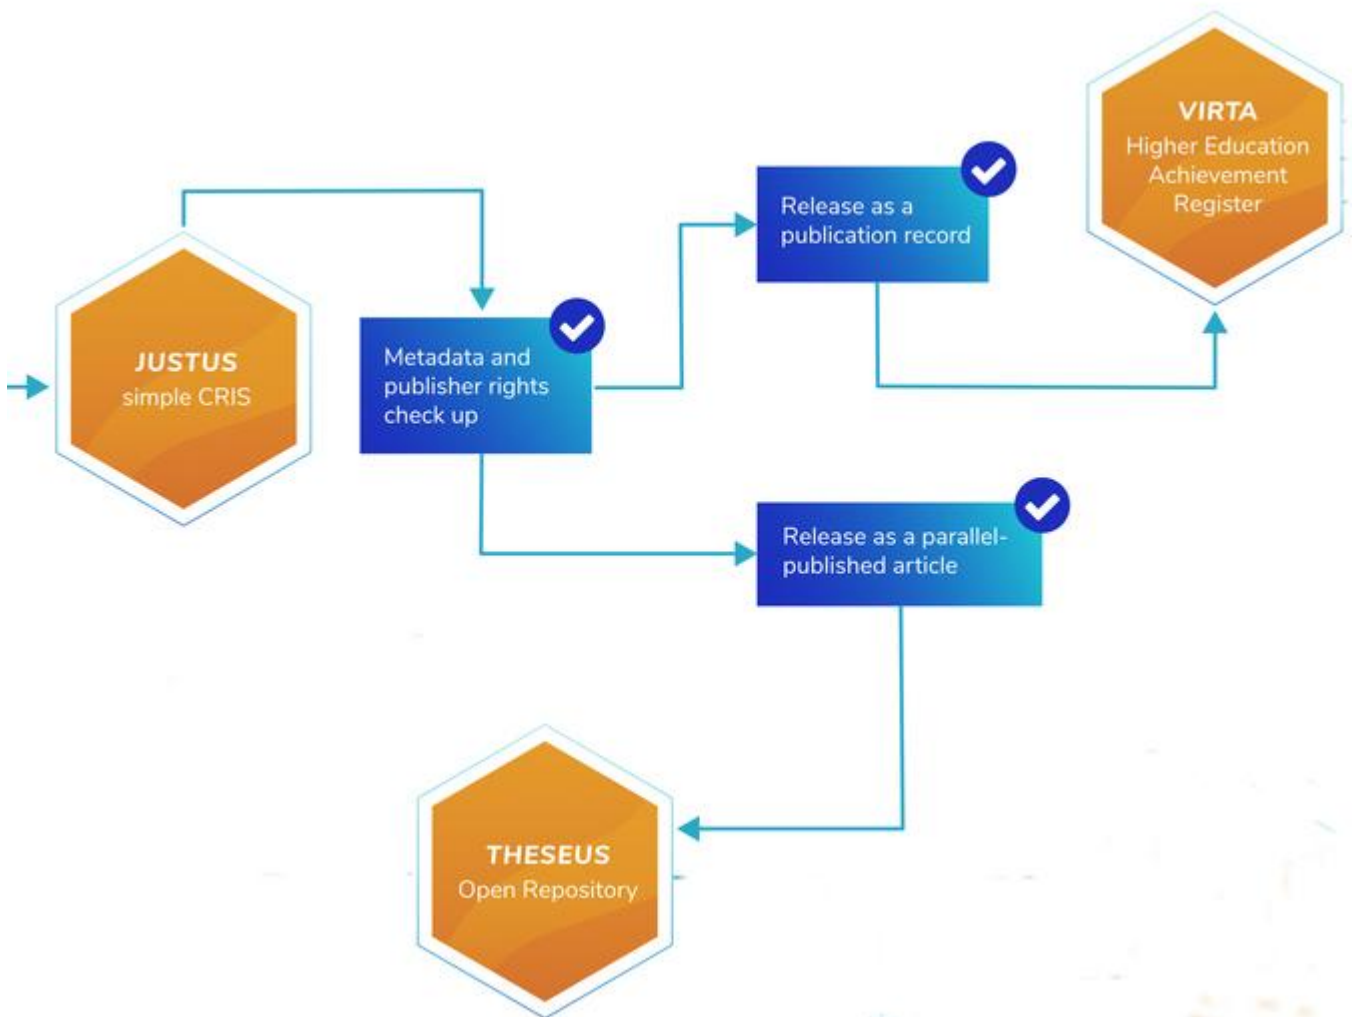 JUSTUS
simple CRIS
Metadata and
publisher rights
check up
Release as a
publication record
VIRTA
Higher Education
Achievement
Register
Release as a parallel-
published article
THESEUS
Open Repository